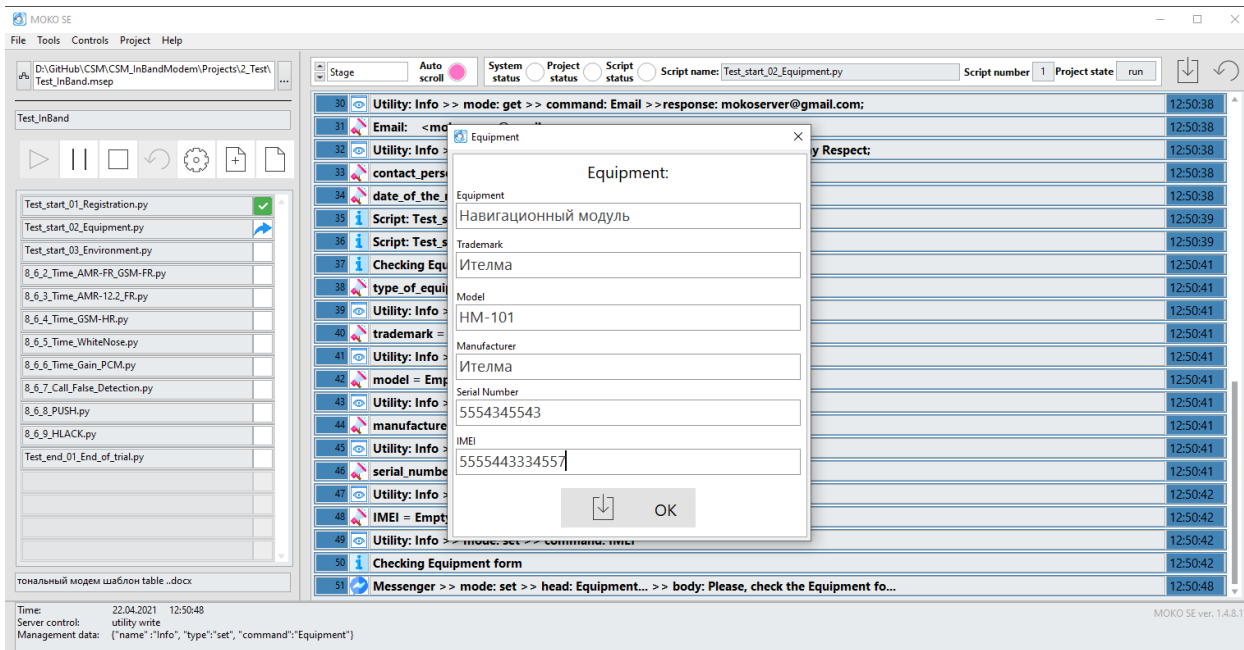 MOKO SE
File Tools Controls Project Help
D:\GitHub\CSM\CSM_InBandModem\Projects\2_Test\
Test_InBand.msep
...
Test_InBand
Test_start_01_Registration.py
Test_start_02_Equipment.py
Test_start_03_Environment.py
8_6_2_Time_AMR-FR_GSM-FR.py
8_6_3_Time_AMR-12.2_FR.py
8_6_4_Time_GSM-HR.py
8_6_5_Time_WhiteNose.py
8_6_6_Time_Gain_PCM.py
8_6_7_Call_False_Detection.py
8_6_8_PUSH.py
8_6_9_HLACK.py
Test_end_01_End_of_trial.py
тональный модем шаблон table ..docx
Stage
Auto scroll
System status
Project status
Script status
Script name: Test_start_02_Equipment.py
Script number 1
Project state run
30 Utility: Info >> mode: get >> command: Email >>response: mokoserver@gmail.com; 12:50:38
31 Email: <mo 12:50:38
32 Utility: Info > y Respect; 12:50:38
33 contact_perso 12:50:38
34 date_of_the_r 12:50:38
35 Script: Test_s 12:50:39
36 Script: Test_s 12:50:39
37 Checking Equ 12:50:41
38 type_of_equi 12:50:41
39 Utility: Info > 12:50:41
40 trademark = 12:50:41
41 Utility: Info > 12:50:41
42 model = Emp 12:50:41
43 Utility: Info > 12:50:41
44 manufacture 12:50:41
45 Utility: Info > 12:50:41
46 serial_numbe 12:50:41
47 Utility: Info > 12:50:42
48 IMEI = Empt 12:50:42
49 Utility: Info >> mode: set >> command: IMEI 12:50:42
50 Checking Equipment form 12:50:42
51 Messenger >> mode: set >> head: Equipment... >> body: Please, check the Equipment fo... 12:50:48
Equipment
Equipment:
Equipment
Навигационный модуль
Trademark
Ителма
Model
НМ-101
Manufacturer
Ителма
Serial Number
5554345543
IMEI
5555443334557
OK
Time: 22.04.2021 12:50:48
Server control: utility write
Management data: {"name" :"Info", "type":"set", "command":"Equipment"}
MOKO SE ver. 1.4.8.1